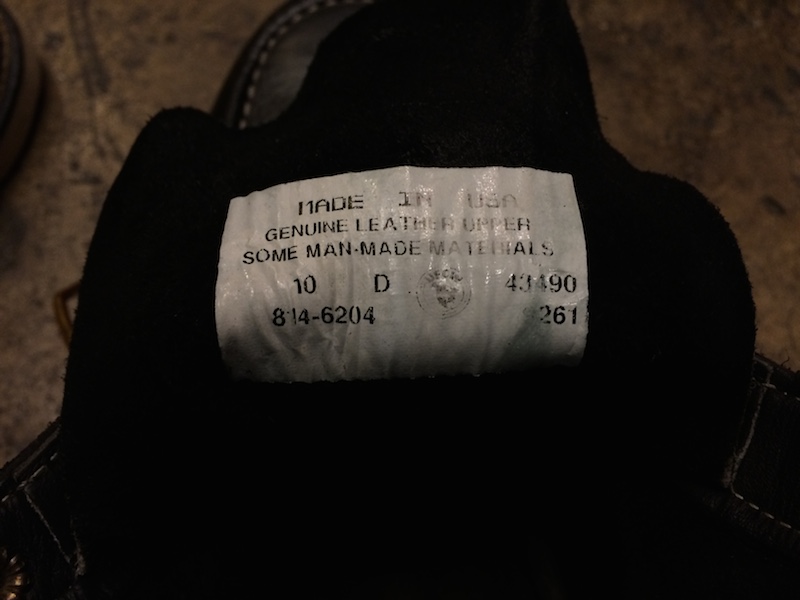 MADE IN USA
GENUINE LEATHER UPPER
SOME MAN-MADE MATERIALS
10 D 43490
814-6204 261